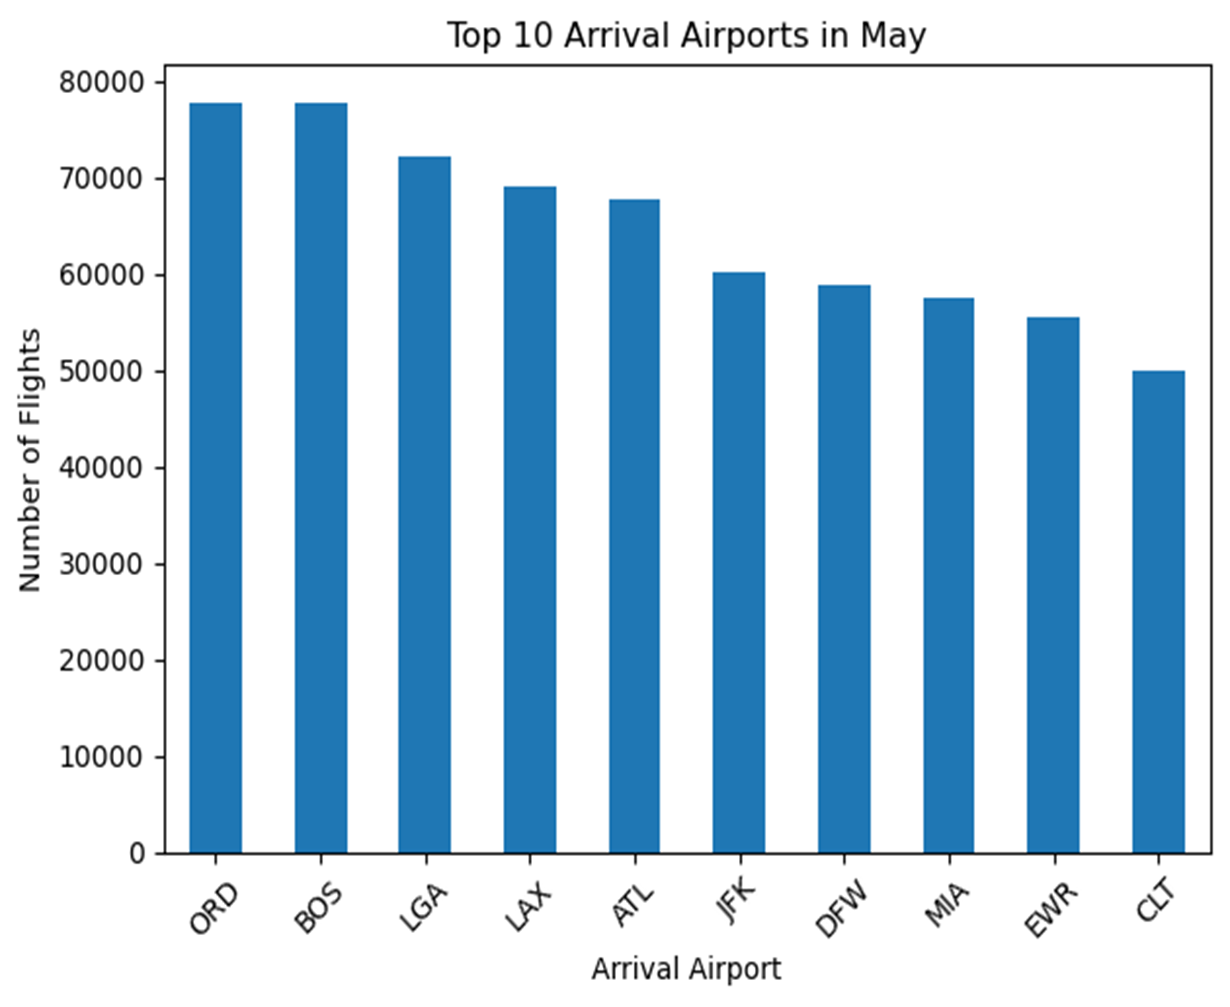 Top 10 Arrival Airports in May
80000
70000
60000
50000
40000
30000
20000
10000
0
Number of Flights
ORD BOS LGA LAX ATL JFK DFW MIA EWR CLT
Arrival Airport